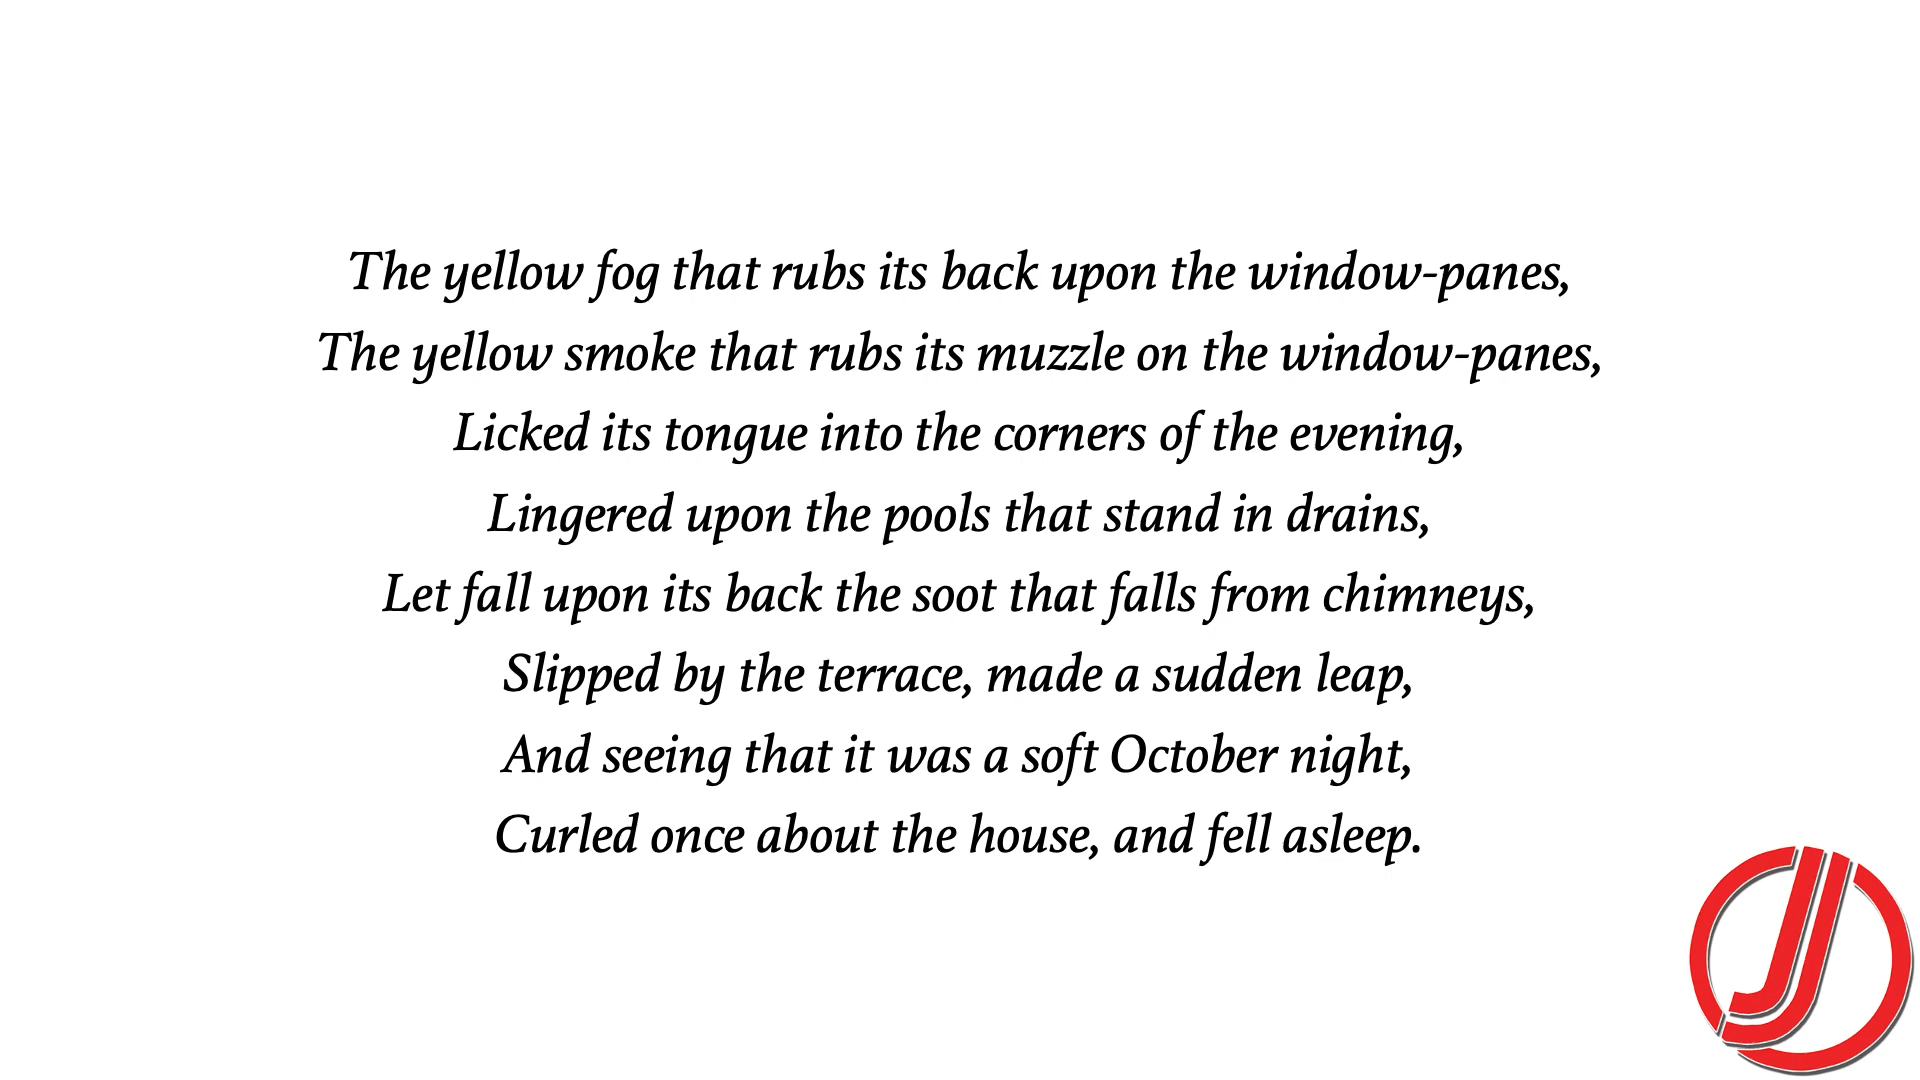 The yellow fog that rubs its back upon the window-panes,
The yellow smoke that rubs its muzzle on the window-panes,
Licked its tongue into the corners of the evening,
Lingered upon the pools that stand in drains,
Let fall upon its back the soot that falls from chimneys,
Slipped by the terrace, made a sudden leap,
And seeing that it was a soft October night,
Curled once about the house, and fell asleep.